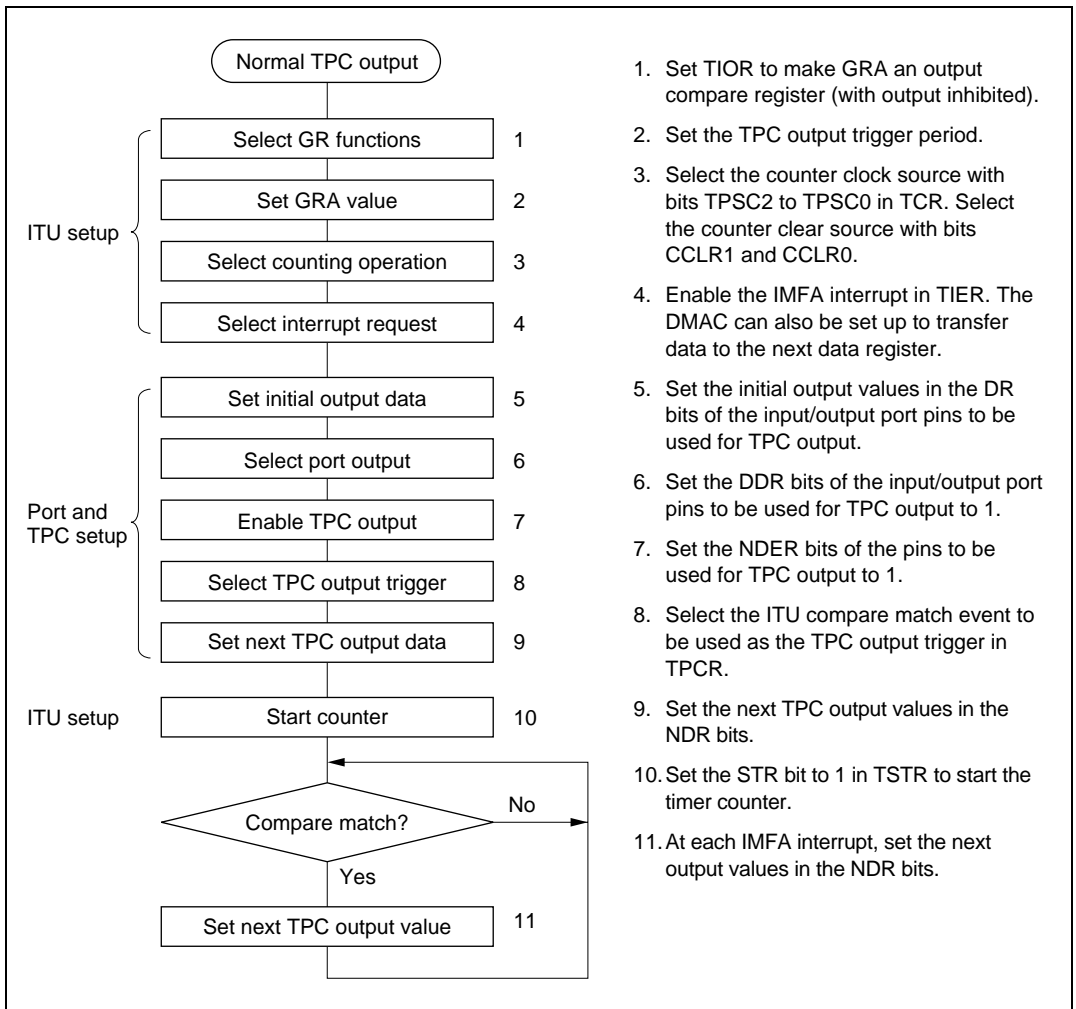 Normal TPC output
Select GR functions 1
Set GRA value 2
ITU setup
Select counting operation 3
Select interrupt request 4
Set initial output data 5
Select port output 6
Port and
TPC setup
Enable TPC output 7
Select TPC output trigger 8
Set next TPC output data 9
ITU setup
Start counter 10
Compare match?
No
Yes
Set next TPC output value 11
1. Set TIOR to make GRA an output
compare register (with output inhibited).
2. Set the TPC output trigger period.
3. Select the counter clock source with
bits TPSC2 to TPSC0 in TCR. Select
the counter clear source with bits
CCLR1 and CCLR0.
4. Enable the IMFA interrupt in TIER. The
DMAC can also be set up to transfer
data to the next data register.
5. Set the initial output values in the DR
bits of the input/output port pins to be
used for TPC output.
6. Set the DDR bits of the input/output port
pins to be used for TPC output to 1.
7. Set the NDER bits of the pins to be
used for TPC output to 1.
8. Select the ITU compare match event to
be used as the TPC output trigger in
TPCR.
9. Set the next TPC output values in the
NDR bits.
10. Set the STR bit to 1 in TSTR to start the
timer counter.
11. At each IMFA interrupt, set the next
output values in the NDR bits.